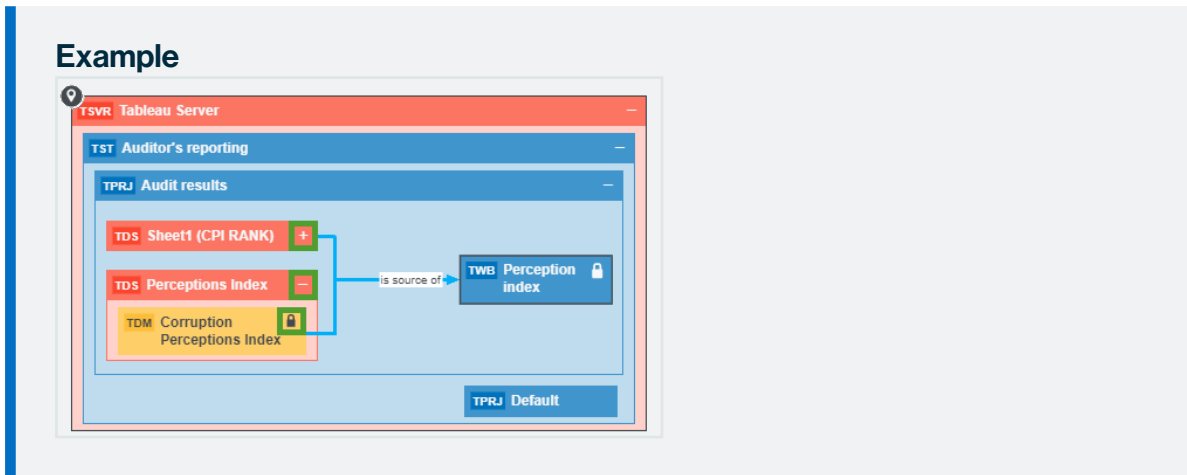 Example
TSVR Tableau Server
TST Auditor's reporting
TPRJ Audit results
TDS Sheet1 (CPI RANK)
TDS Perceptions Index
TDM Corruption
Perceptions Index
is source of
TWB Perception
index
TPRJ Default